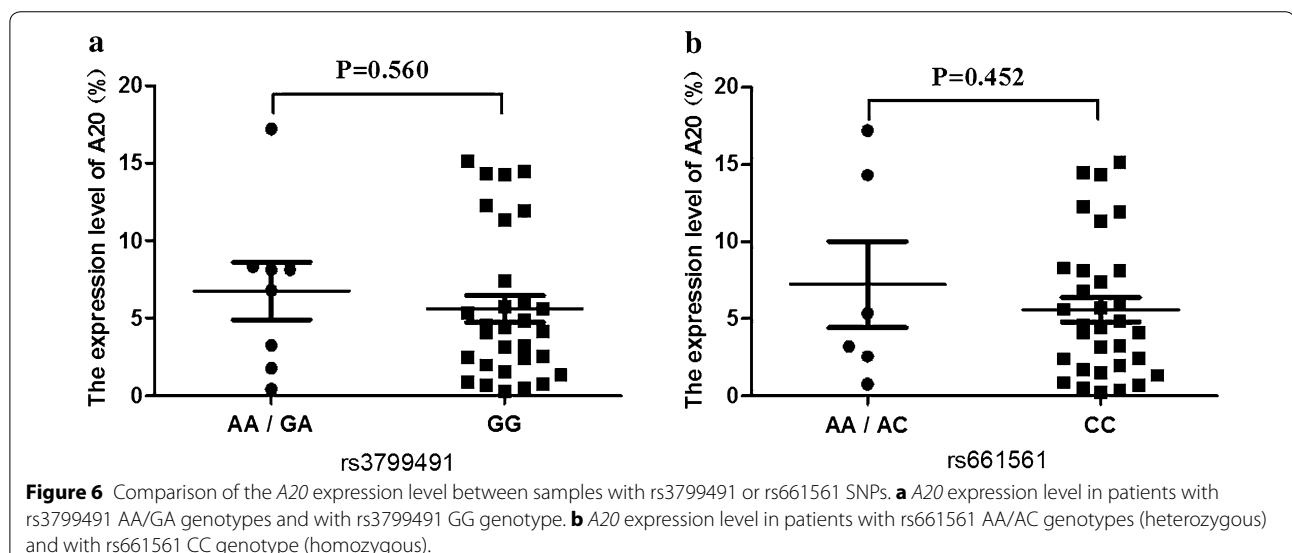 a
P=0.560
The expression level of A20 (%)
20
15
10
5
0
AA / GA
GG
rs3799491
b
P=0.452
The expression level of A20 (%)
20
15
10
5
0
AA / AC
CC
rs661561
Figure 6 Comparison of the A20 expression level between samples with rs3799491 or rs661561 SNPs. a A20 expression level in patients with
rs3799491 AA/GA genotypes and with rs3799491 GG genotype. b A20 expression level in patients with rs661561 AA/AC genotypes (heterozygous)
and with rs661561 CC genotype (homozygous).